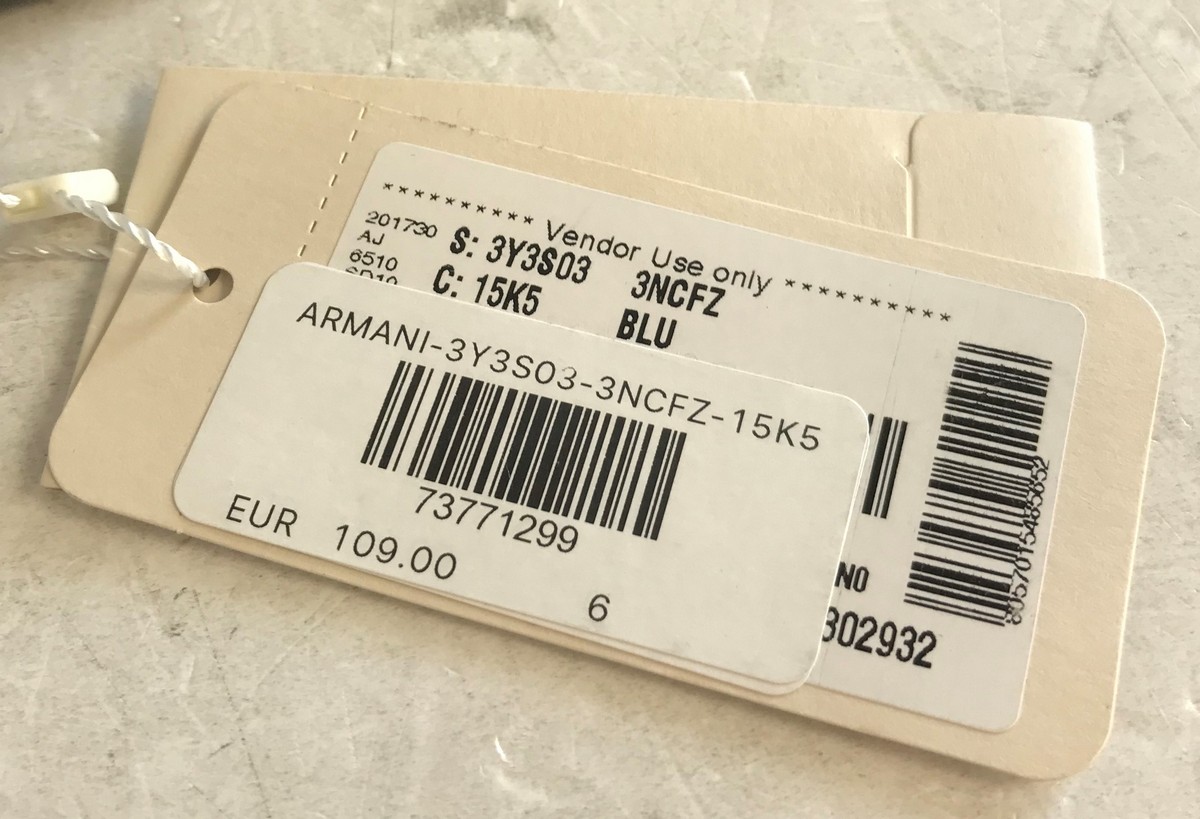 ********** Vendor Use only **********
201730
AJ
6510
S: 3Y3S03 3NCFZ
C: 15K5 BLU
ARMANI-3Y3S03-3NCFZ-15K5
73771299
EUR 109.00
6
NO
302932